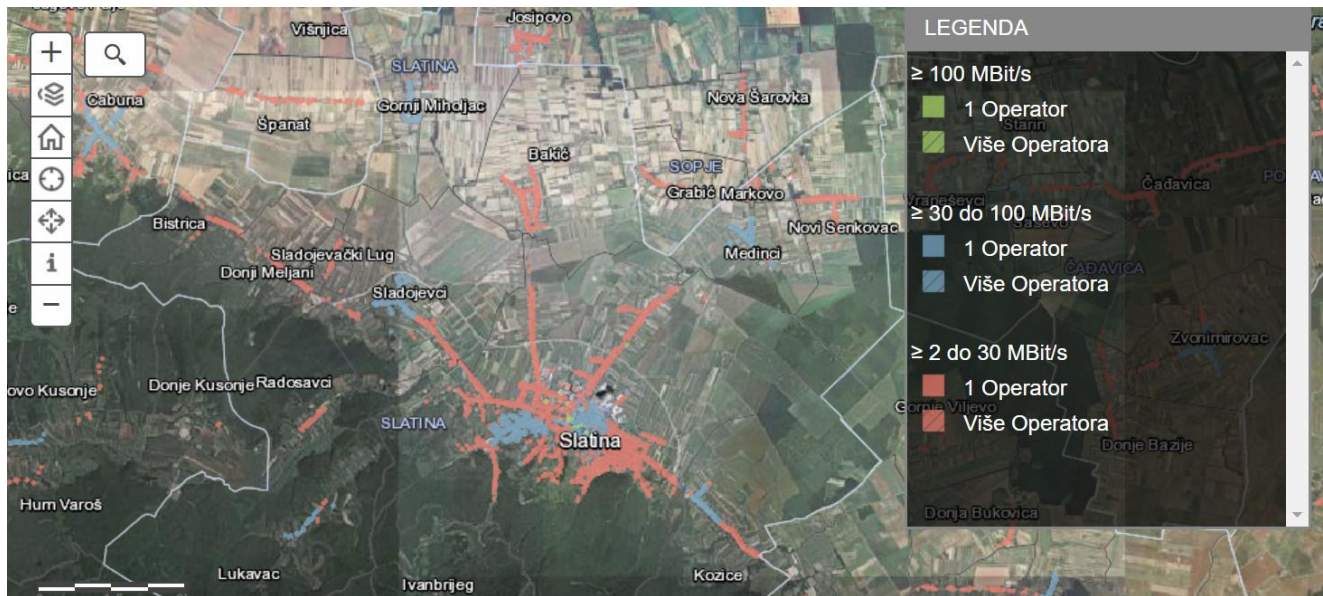 LEGENDA
≥ 100 MBit/s
1 Operator
Više Operatora
≥ 30 do 100 MBit/s
1 Operator
Više Operatora
≥ 2 do 30 MBit/s
1 Operator
Više Operatora
Višnjica
Josipovo
SLATINA
Cabuna
Gornji Miholjac
Nova Šarovka
Španat
Bakić
SOPJE
Grabić
Markovo
Čađavica
Bistrica
Novi Senkovac
Sladojevački Lug
Medinci
Donji Meljani
ČAĐAVICA
Sladojevci
Zvonimirovac
Donje Kusonje
Radosavci
SLATINA
Slatina
Gornje Viljevo
Donje Bazije
Hum Varoš
Donja Bukovica
Lukavac
Ivanbrijeg
Kozice
i